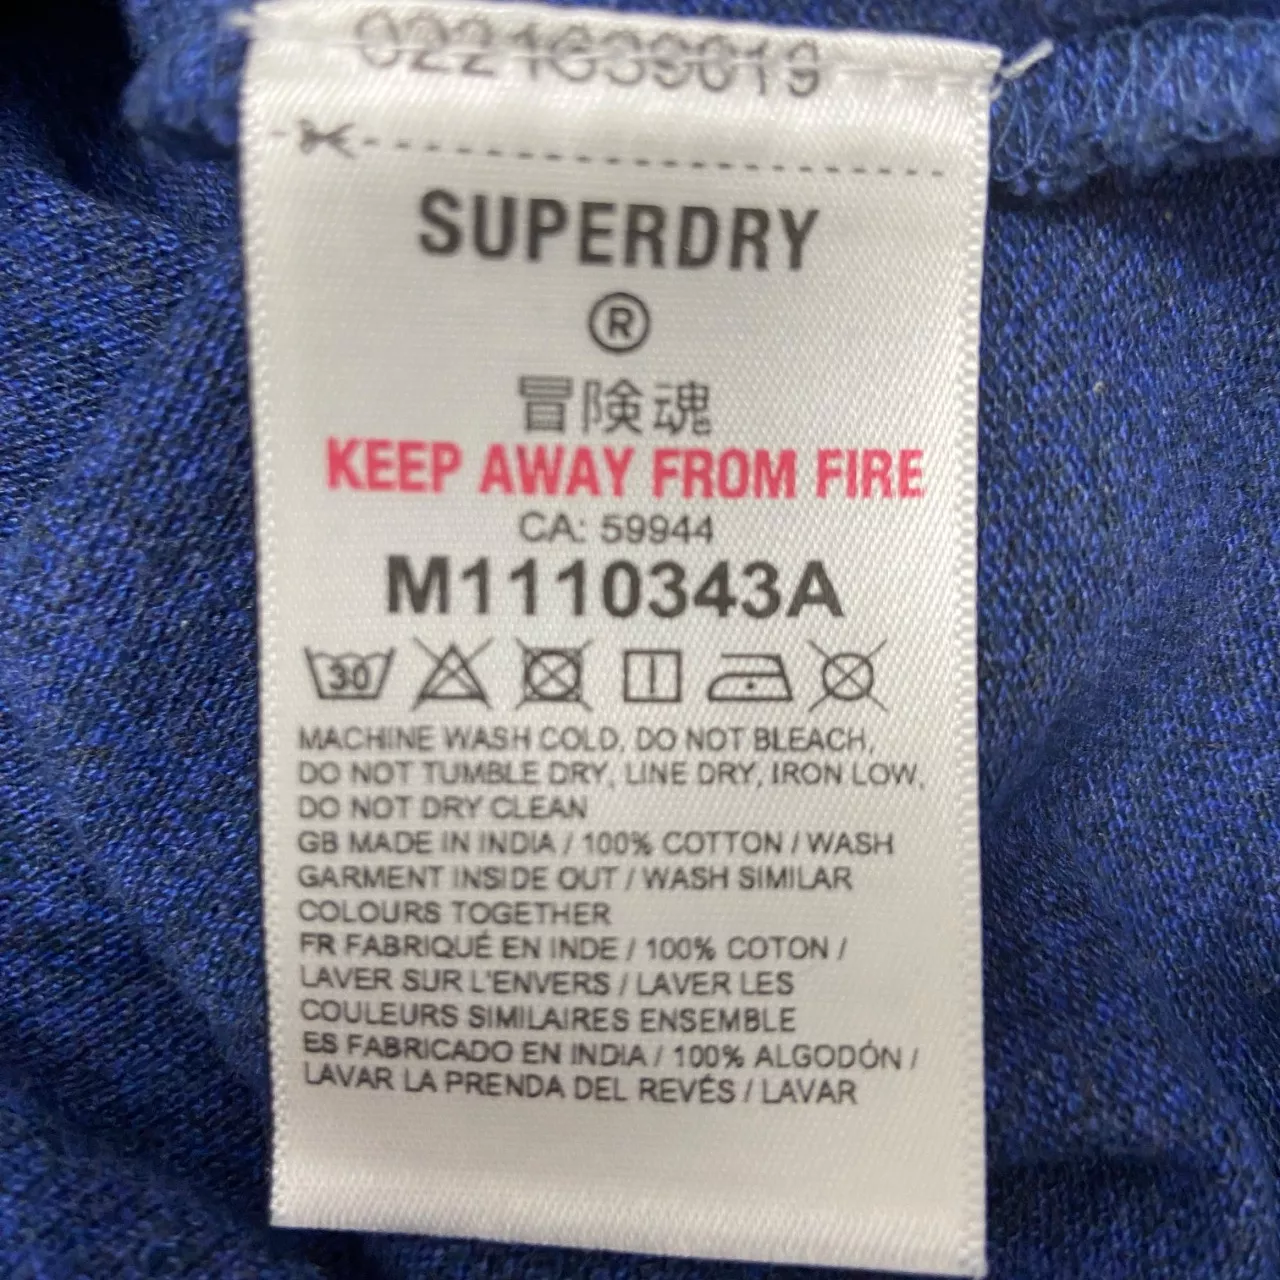 SUPERDRY
®
冒険魂
KEEP AWAY FROM FIRE
CA: 59944
M1110343A
30
MACHINE WASH COLD, DO NOT BLEACH,
DO NOT TUMBLE DRY, LINE DRY, IRON LOW,
DO NOT DRY CLEAN
GB MADE IN INDIA / 100% COTTON / WASH
GARMENT INSIDE OUT / WASH SIMILAR
COLOURS TOGETHER
FR FABRIQUÉ EN INDE / 100% COTON /
LAVER SUR L'ENVERS / LAVER LES
COULEURS SIMILAIRES ENSEMBLE
ES FABRICADO EN INDIA / 100% ALGODÓN /
LAVAR LA PRENDA DEL REVÉS / LAVAR